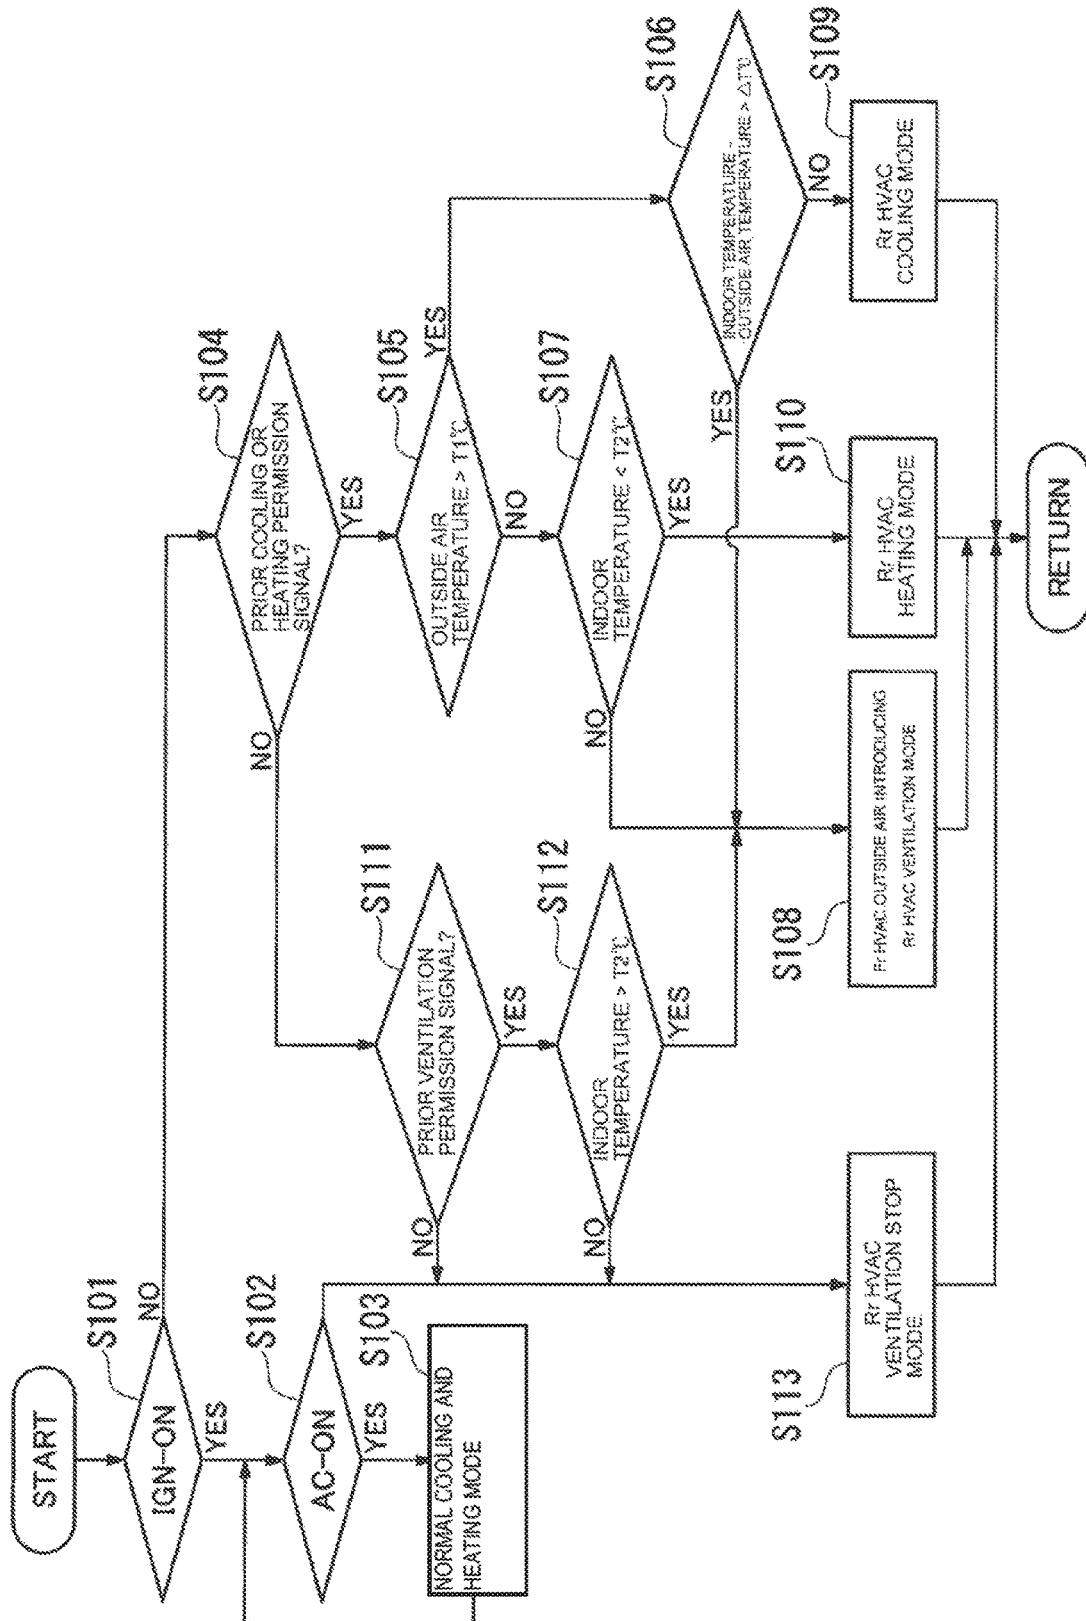 START
S101
IGN-ON
NO
YES
S102
AC-ON
YES
S103
NORMAL COOLING AND
HEATING MODE
S104
PRIOR COOLING OR
HEATING PERMISSION
SIGNAL?
NO
YES
S105
OUTSIDE AIR
TEMPERATURE > T1℃
YES
NO
S106
INDOOR TEMPERATURE -
OUTSIDE AIR TEMPERATURE > △T℃
YES
NO
S107
INDOOR
TEMPERATURE < T2℃
NO
YES
S111
PRIOR VENTILATION
PERMISSION SIGNAL?
NO
YES
S112
INDOOR
TEMPERATURE > T2℃
NO
YES
S113
Rr HVAC
VENTILATION STOP
MODE
S108
Fr HVAC OUTSIDE AIR INTRODUCING
Rr HVAC VENTILATION MODE
S110
Rr HVAC
HEATING MODE
S109
Rr HVAC
COOLING MODE
RETURN